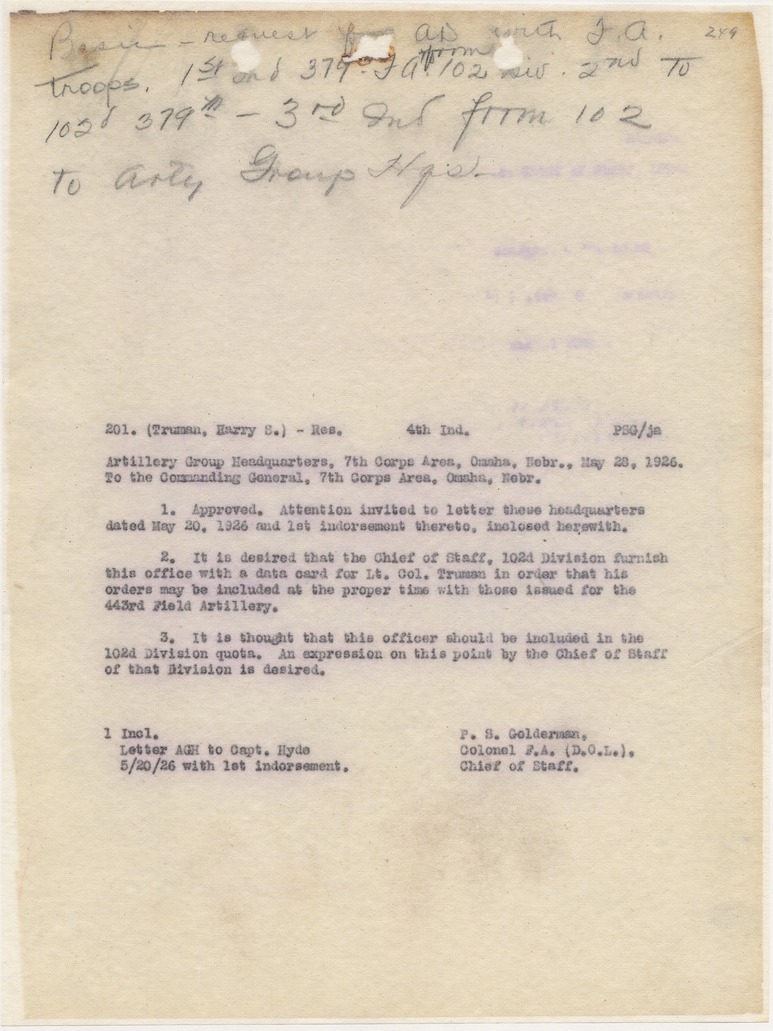 Basic - request for AD with F.A. 249
troops. 1st Ind 379 F.A. from 102 Div. 2nd To
102d 379th - 3rd Ind from 102
To Arty Group Hqs.
201. (Truman, Harry S.) - Res. 4th Ind. PSG/ja
Artillery Group Headquarters, 7th Corps Area, Omaha, Nebr., May 28, 1926.
To the Commanding General, 7th Corps Area, Omaha, Nebr.
1. Approved. Attention invited to letter these headquarters
dated May 20, 1926 and 1st indorsement thereto, inclosed herewith.
2. It is desired that the Chief of Staff, 102d Division furnish
this office with a data card for Lt. Col. Truman in order that his
orders may be included at the proper time with those issued for the
443rd Field Artillery.
3. It is thought that this officer should be included in the
102d Division quota. An expression on this point by the Chief of Staff
of that Division is desired.
1 Incl. P. S. Golderman,
Letter AGH to Capt. Hyde Colonel F.A. (D.O.L.),
5/20/26 with 1st indorsement. Chief of Staff.